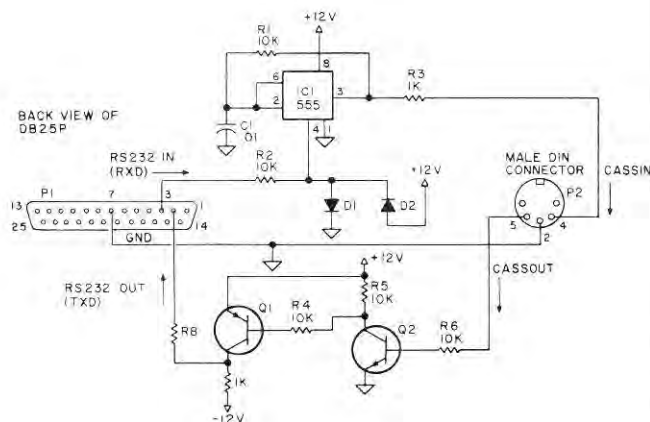 +12V
R1
10K
8
6
2
IC1
555
3
4
1
R3
1K
C1
.01
BACK VIEW OF
DB25P
RS232 IN
(RXD)
R2
10K
+12V
MALE DIN
CONNECTOR
P2
CASSIN
P1
13
7
3
1
25
14
GND
D1
D2
5
4
2
CASSOUT
RS232 OUT
(TXD)
+12V
R5
10K
Q1
R4
10K
Q2
R6
10K
R8
1K
-12V